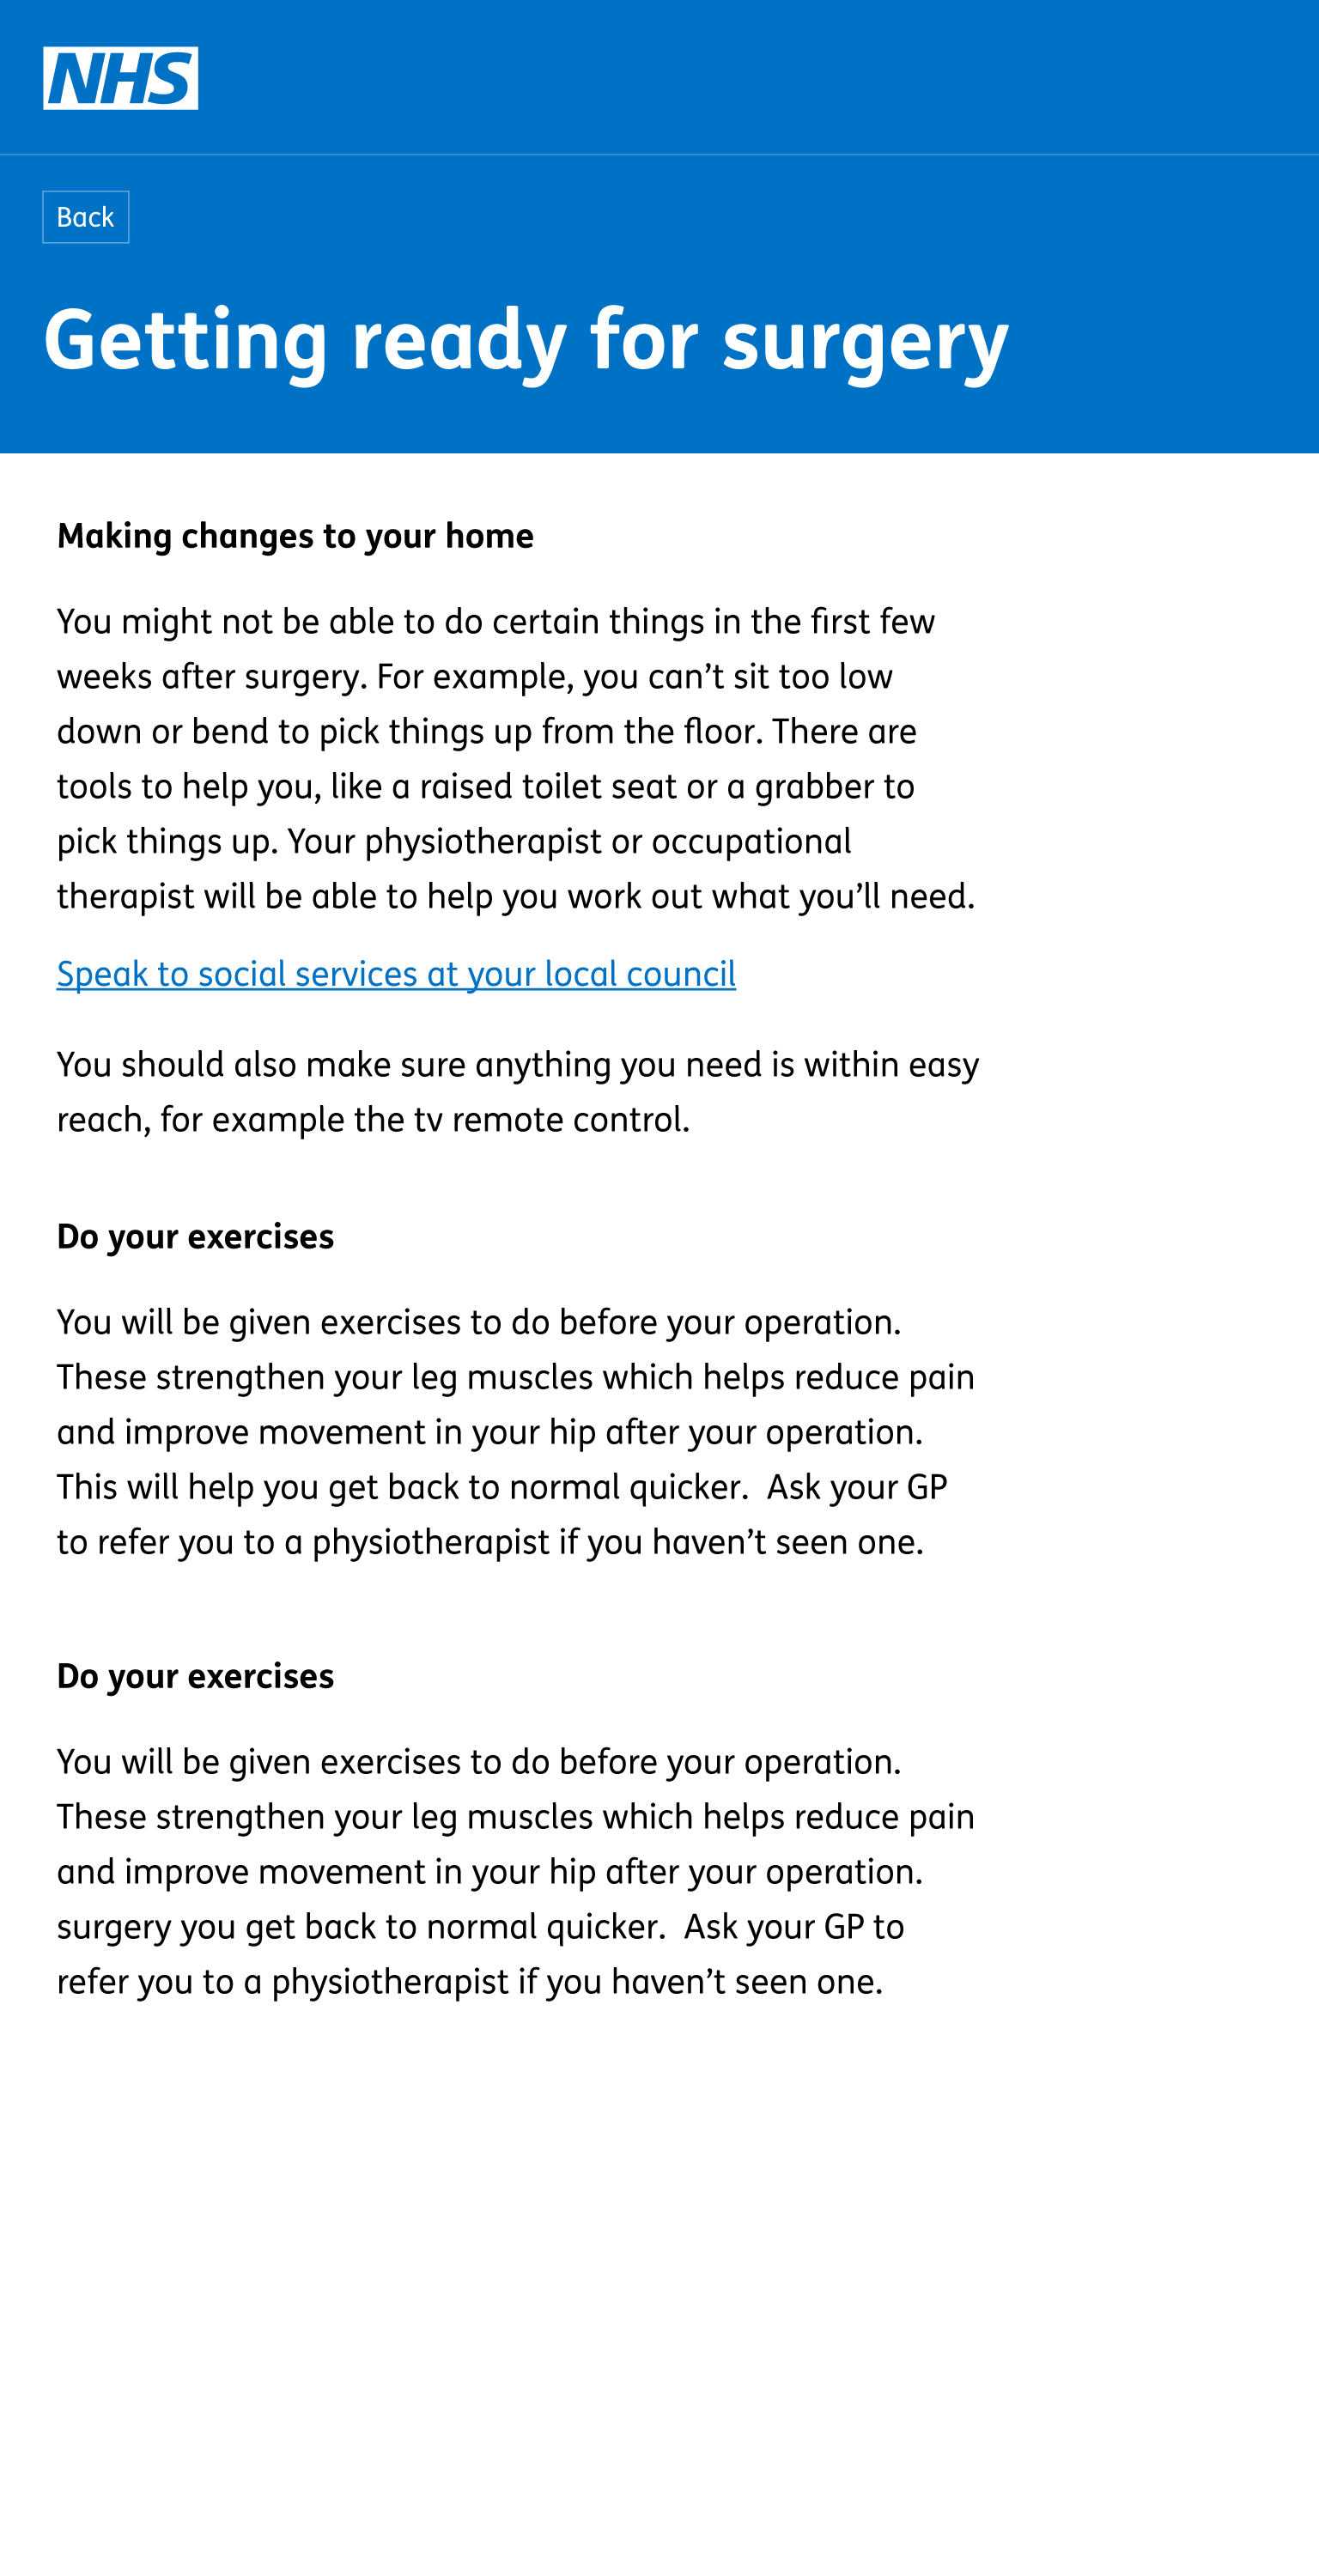 NHS
Back
Getting ready for surgery
Making changes to your home
You might not be able to do certain things in the first few
weeks after surgery. For example, you can’t sit too low
down or bend to pick things up from the floor. There are
tools to help you, like a raised toilet seat or a grabber to
pick things up. Your physiotherapist or occupational
therapist will be able to help you work out what you’ll need.
Speak to social services at your local council
You should also make sure anything you need is within easy
reach, for example the tv remote control.
Do your exercises
You will be given exercises to do before your operation.
These strengthen your leg muscles which helps reduce pain
and improve movement in your hip after your operation.
This will help you get back to normal quicker.  Ask your GP
to refer you to a physiotherapist if you haven’t seen one.
Do your exercises
You will be given exercises to do before your operation.
These strengthen your leg muscles which helps reduce pain
and improve movement in your hip after your operation.
surgery you get back to normal quicker.  Ask your GP to
refer you to a physiotherapist if you haven’t seen one.